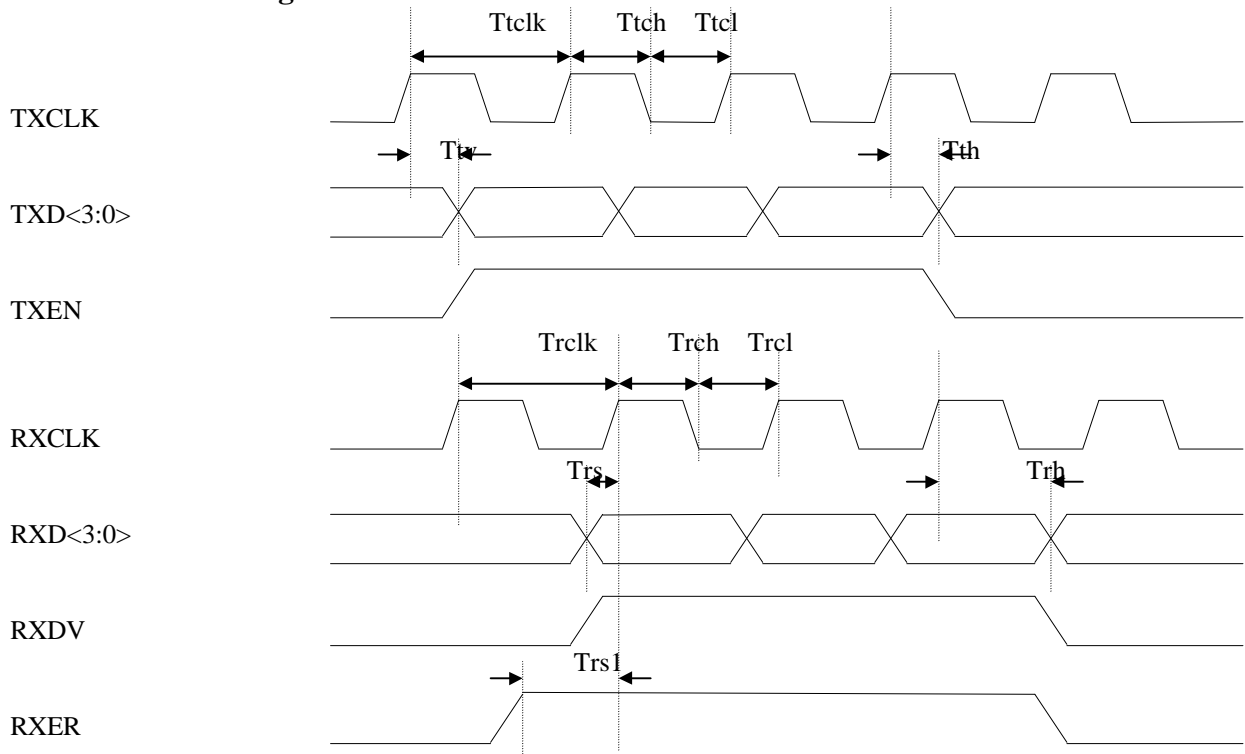 Ttclk Ttch Ttcl
TXCLK
Ttv Tth
TXD<3:0>
TXEN
Trclk Trch Trcl
RXCLK
Trs Trh
RXD<3:0>
RXDV
Trs1
RXER